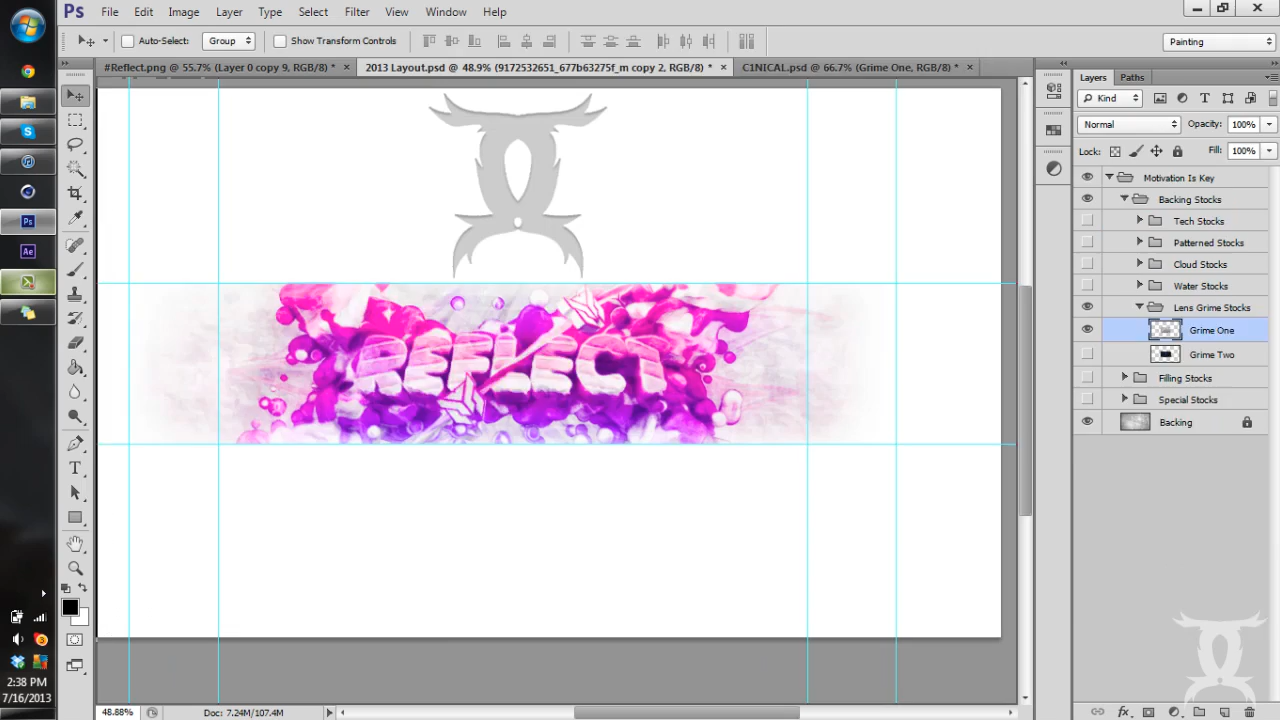 Ps File Edit Image Layer Type Select Filter View Window Help
Auto-Select: Group Show Transform Controls Painting
#Reflect.png @ 55.7% (Layer 0 copy 9, RGB/8) * × 2013 Layout.psd @ 48.9% (9172532651_677b63275f_m copy 2, RGB/8) * × C1NICAL.psd @ 66.7% (Grime One, RGB/8) * ×
Layers Paths
Kind
Normal Opacity: 100%
Lock: Fill: 100%
Motivation Is Key
Backing Stocks
Tech Stocks
Patterned Stocks
Cloud Stocks
Water Stocks
Lens Grime Stocks
Grime One
Grime Two
Filling Stocks
Special Stocks
Backing
REFLECT
Ps
Ae
2:38 PM
7/16/2013
48.88% Doc: 7.24M/107.4M
fx